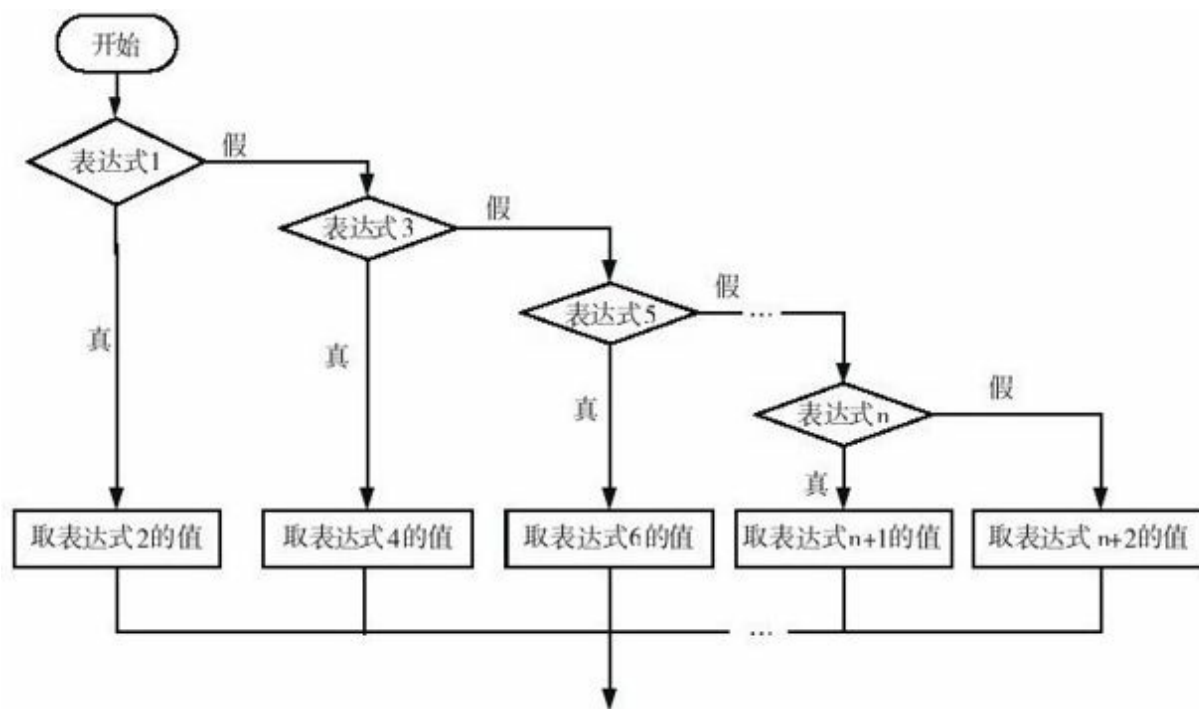 开始
表达式1
假
表达式3
假
表达式5
假
...
真
真
真
表达式n
假
真
取表达式2的值
取表达式4的值
取表达式6的值
取表达式n+1的值
取表达式 n+2的值
...